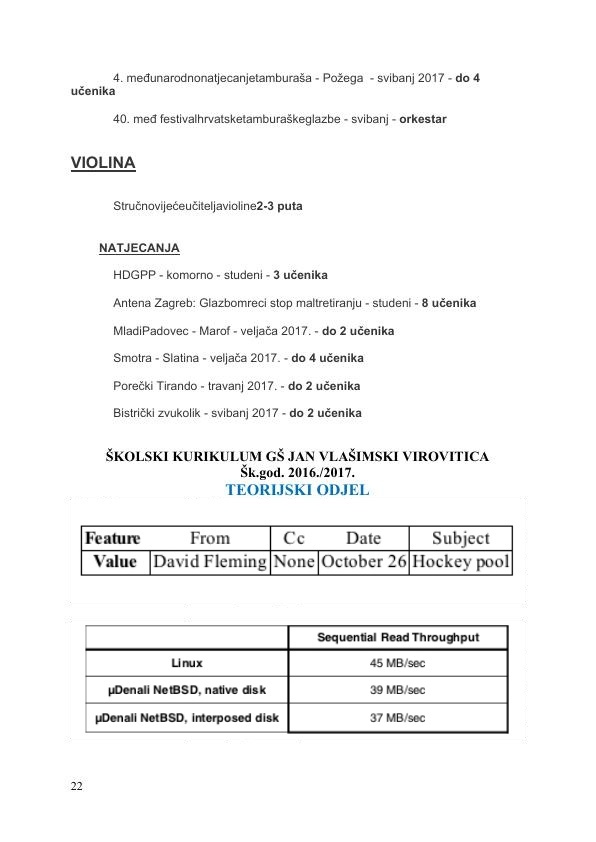 4. međunarodnonatjecanjetamburaša - Požega - svibanj 2017 - do 4
učenika
40. međ festivalhrvatsketamburaškeglazbe - svibanj - orkestar
VIOLINA
Stručnovijećeučiteljavioline2-3 puta
NATJECANJA
HDGPP - komorno - studeni - 3 učenika
Antena Zagreb: Glazbomreci stop maltretiranju - studeni - 8 učenika
MladiPadovec - Marof - veljača 2017. - do 2 učenika
Smotra - Slatina - veljača 2017. - do 4 učenika
Porečki Tirando - travanj 2017. - do 2 učenika
Bistrički zvukolik - svibanj 2017 - do 2 učenika
ŠKOLSKI KURIKULUM GŠ JAN VLAŠIMSKI VIROVITICA
Šk.god. 2016./2017.
TEORIJSKI ODJEL
Feature From Cc Date Subject
Value David Fleming None October 26 Hockey pool
Sequential Read Throughput
Linux 45 MB/sec
µDenali NetBSD, native disk 39 MB/sec
µDenali NetBSD, interposed disk 37 MB/sec
22